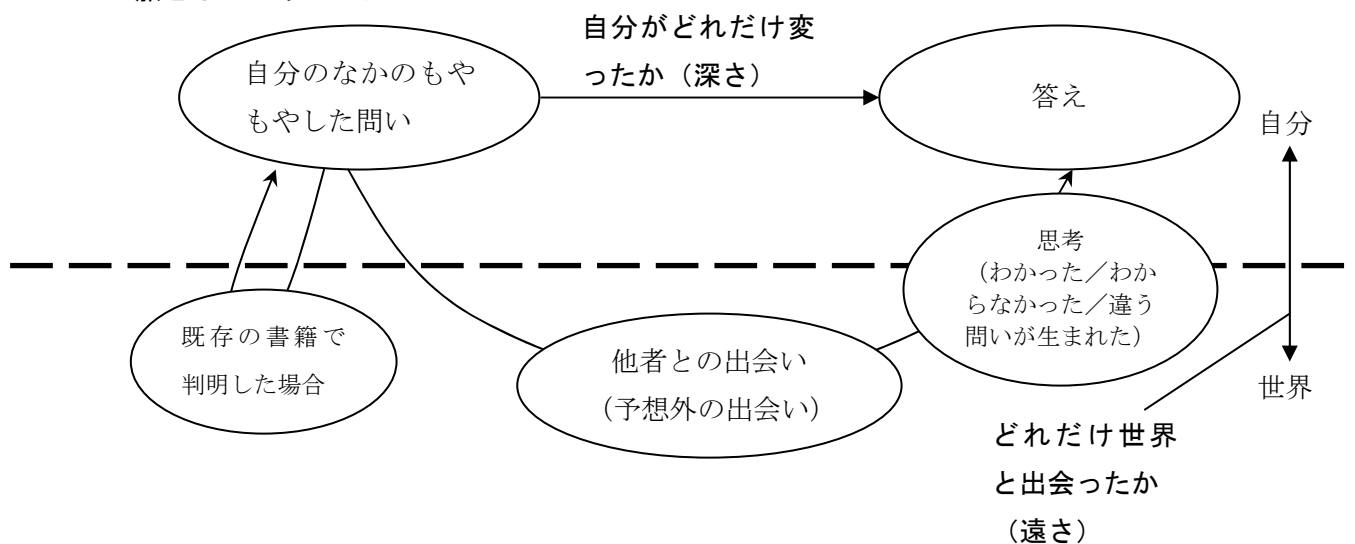 自分がどれだけ変
ったか（深さ）
自分のなかのもや
もやした問い
答え
自分
思考
（わかった／わか
らなかった／違う
問いが生まれた）
既存の書籍で
判明した場合
他者との出会い
（予想外の出会い）
世界
どれだけ世界
と出会ったか
（遠さ）